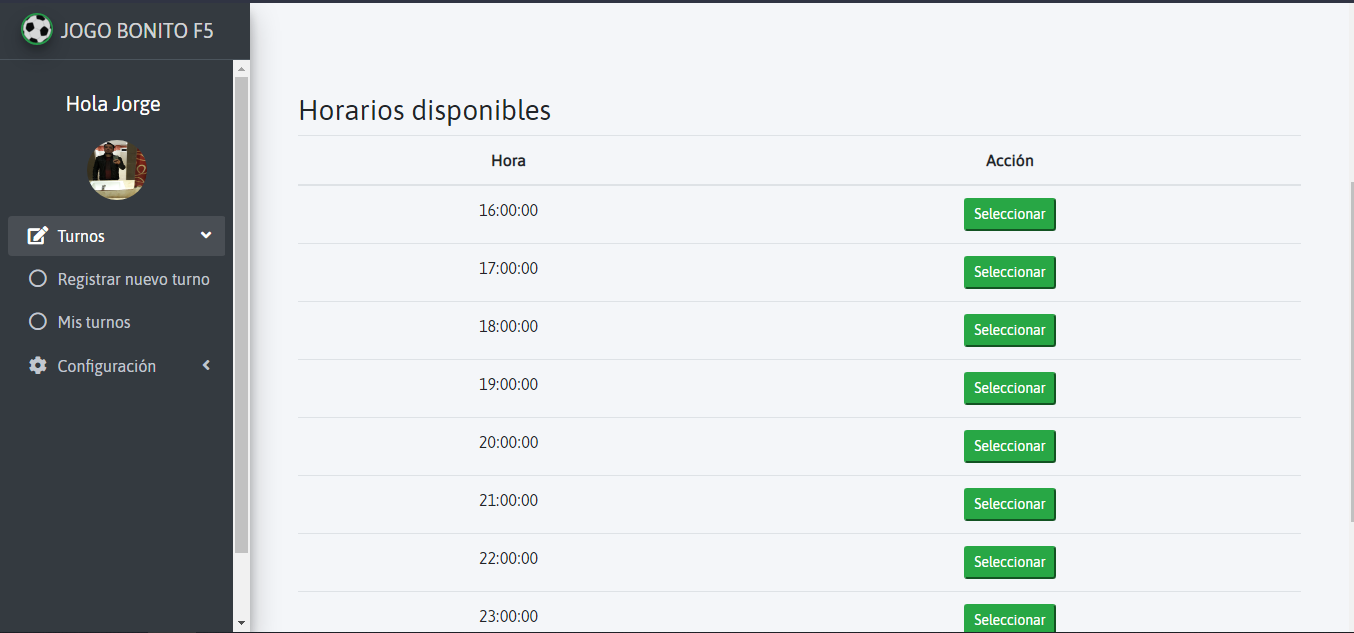 JOGO BONITO F5
Hola Jorge
Turnos
Registrar nuevo turno
Mis turnos
Configuración
Horarios disponibles
Hora Acción
16:00:00 Seleccionar
17:00:00 Seleccionar
18:00:00 Seleccionar
19:00:00 Seleccionar
20:00:00 Seleccionar
21:00:00 Seleccionar
22:00:00 Seleccionar
23:00:00 Seleccionar